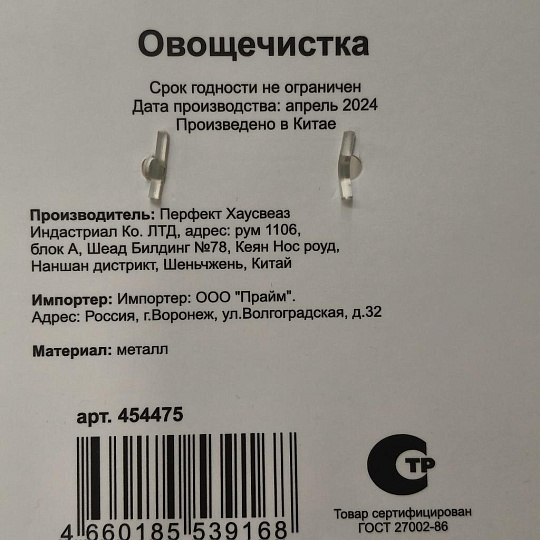 Овощечистка
Срок годности не ограничен
Дата производства: апрель 2024
Произведено в Китае
Производитель: Перфект Хаусвеаз
Индастриал Ко. ЛТД, адрес: рум 1106,
блок А, Шеад Билдинг №78, Кеян Нос роуд,
Наншан дистрикт, Шеньчжень, Китай
Импортер: Импортер: ООО "Прайм".
Адрес: Россия, г.Воронеж, ул.Волгоградская, д.32
Материал: металл
арт. 454475
4 660185 539168
СТР
Товар сертифицирован
ГОСТ 27002-86